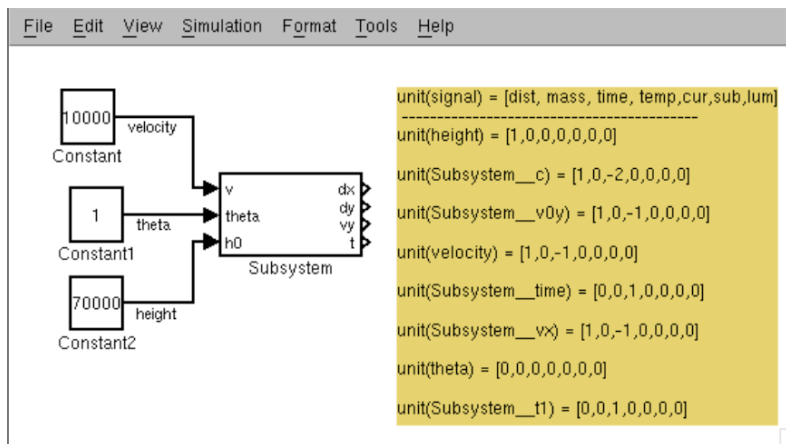 File Edit View Simulation Format Tools Help
10000
velocity
Constant
1
theta
Constant1
70000
height
Constant2
v
theta
h0
dx
dy
vy
t
Subsystem
unit(signal) = [dist, mass, time, temp,cur,sub,lum]
------------------------------------------
unit(height) = [1,0,0,0,0,0,0]
unit(Subsystem__c) = [1,0,-2,0,0,0,0]
unit(Subsystem__v0y) = [1,0,-1,0,0,0,0]
unit(velocity) = [1,0,-1,0,0,0,0]
unit(Subsystem__time) = [0,0,1,0,0,0,0]
unit(Subsystem__vx) = [1,0,-1,0,0,0,0]
unit(theta) = [0,0,0,0,0,0,0]
unit(Subsystem__t1) = [0,0,1,0,0,0,0]